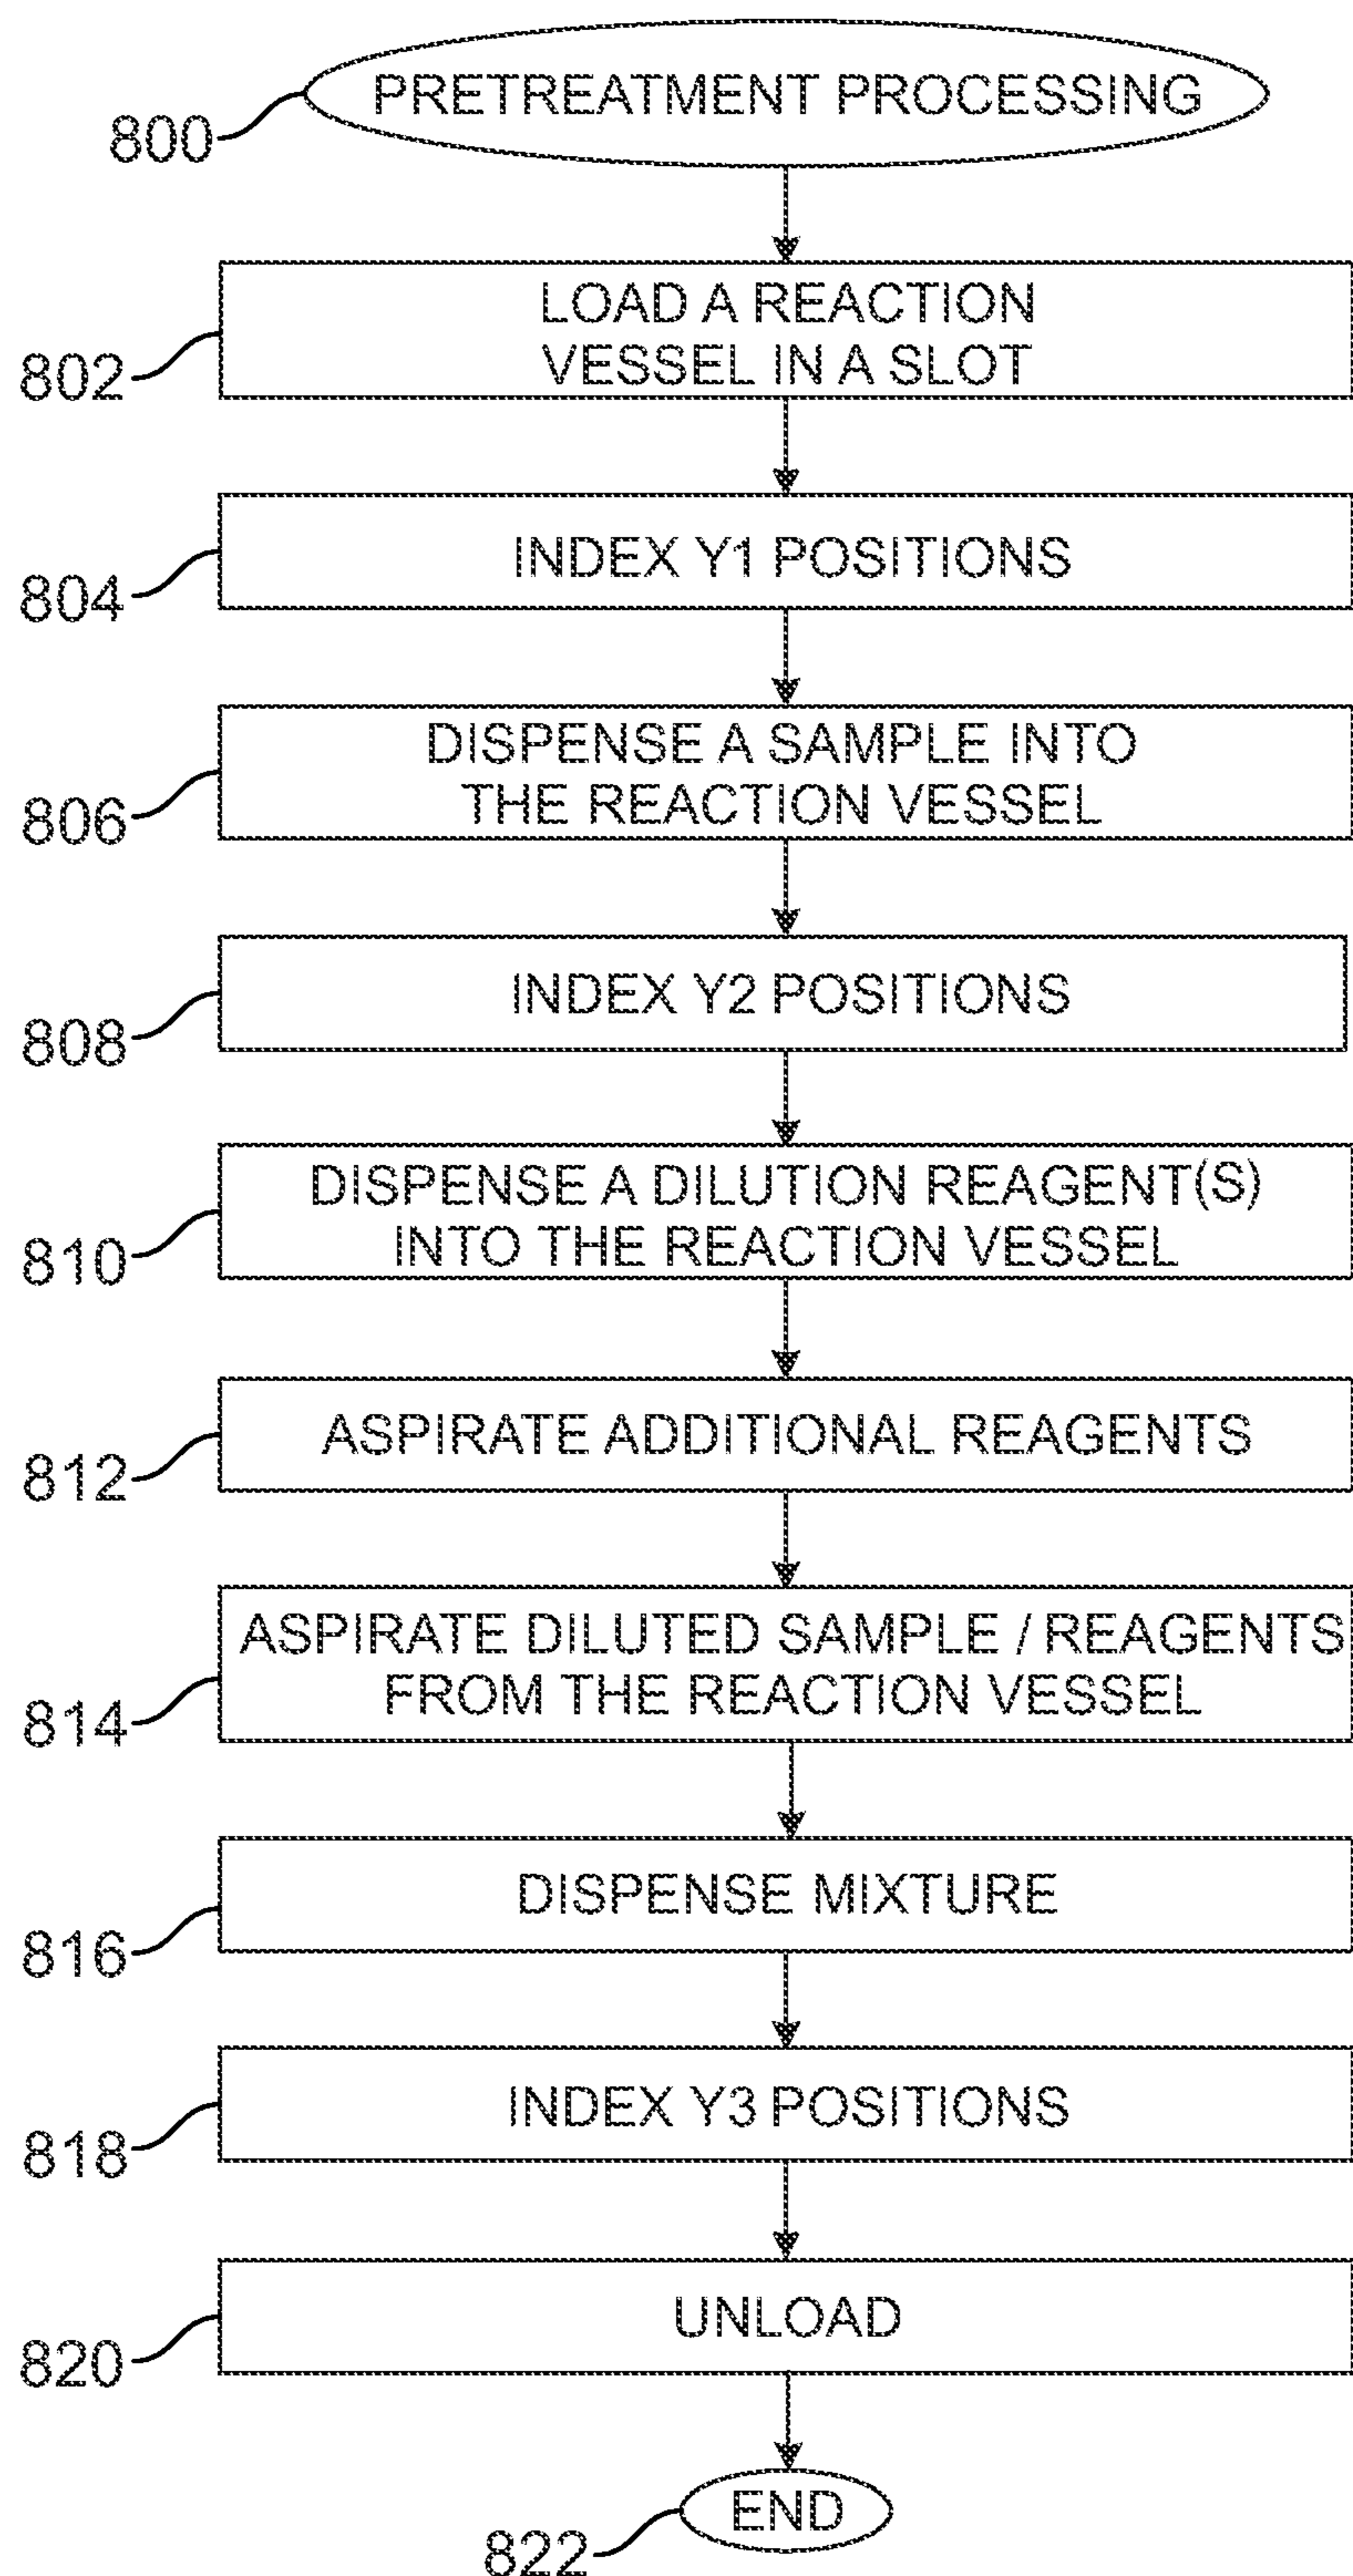 PRETREATMENT PROCESSING
800
LOAD A REACTION
VESSEL IN A SLOT
802
INDEX Y1 POSITIONS
804
DISPENSE A SAMPLE INTO
THE REACTION VESSEL
806
INDEX Y2 POSITIONS
808
DISPENSE A DILUTION REAGENT(S)
INTO THE REACTION VESSEL
810
ASPIRATE ADDITIONAL REAGENTS
812
ASPIRATE DILUTED SAMPLE / REAGENTS
FROM THE REACTION VESSEL
814
DISPENSE MIXTURE
816
INDEX Y3 POSITIONS
818
UNLOAD
820
END
822